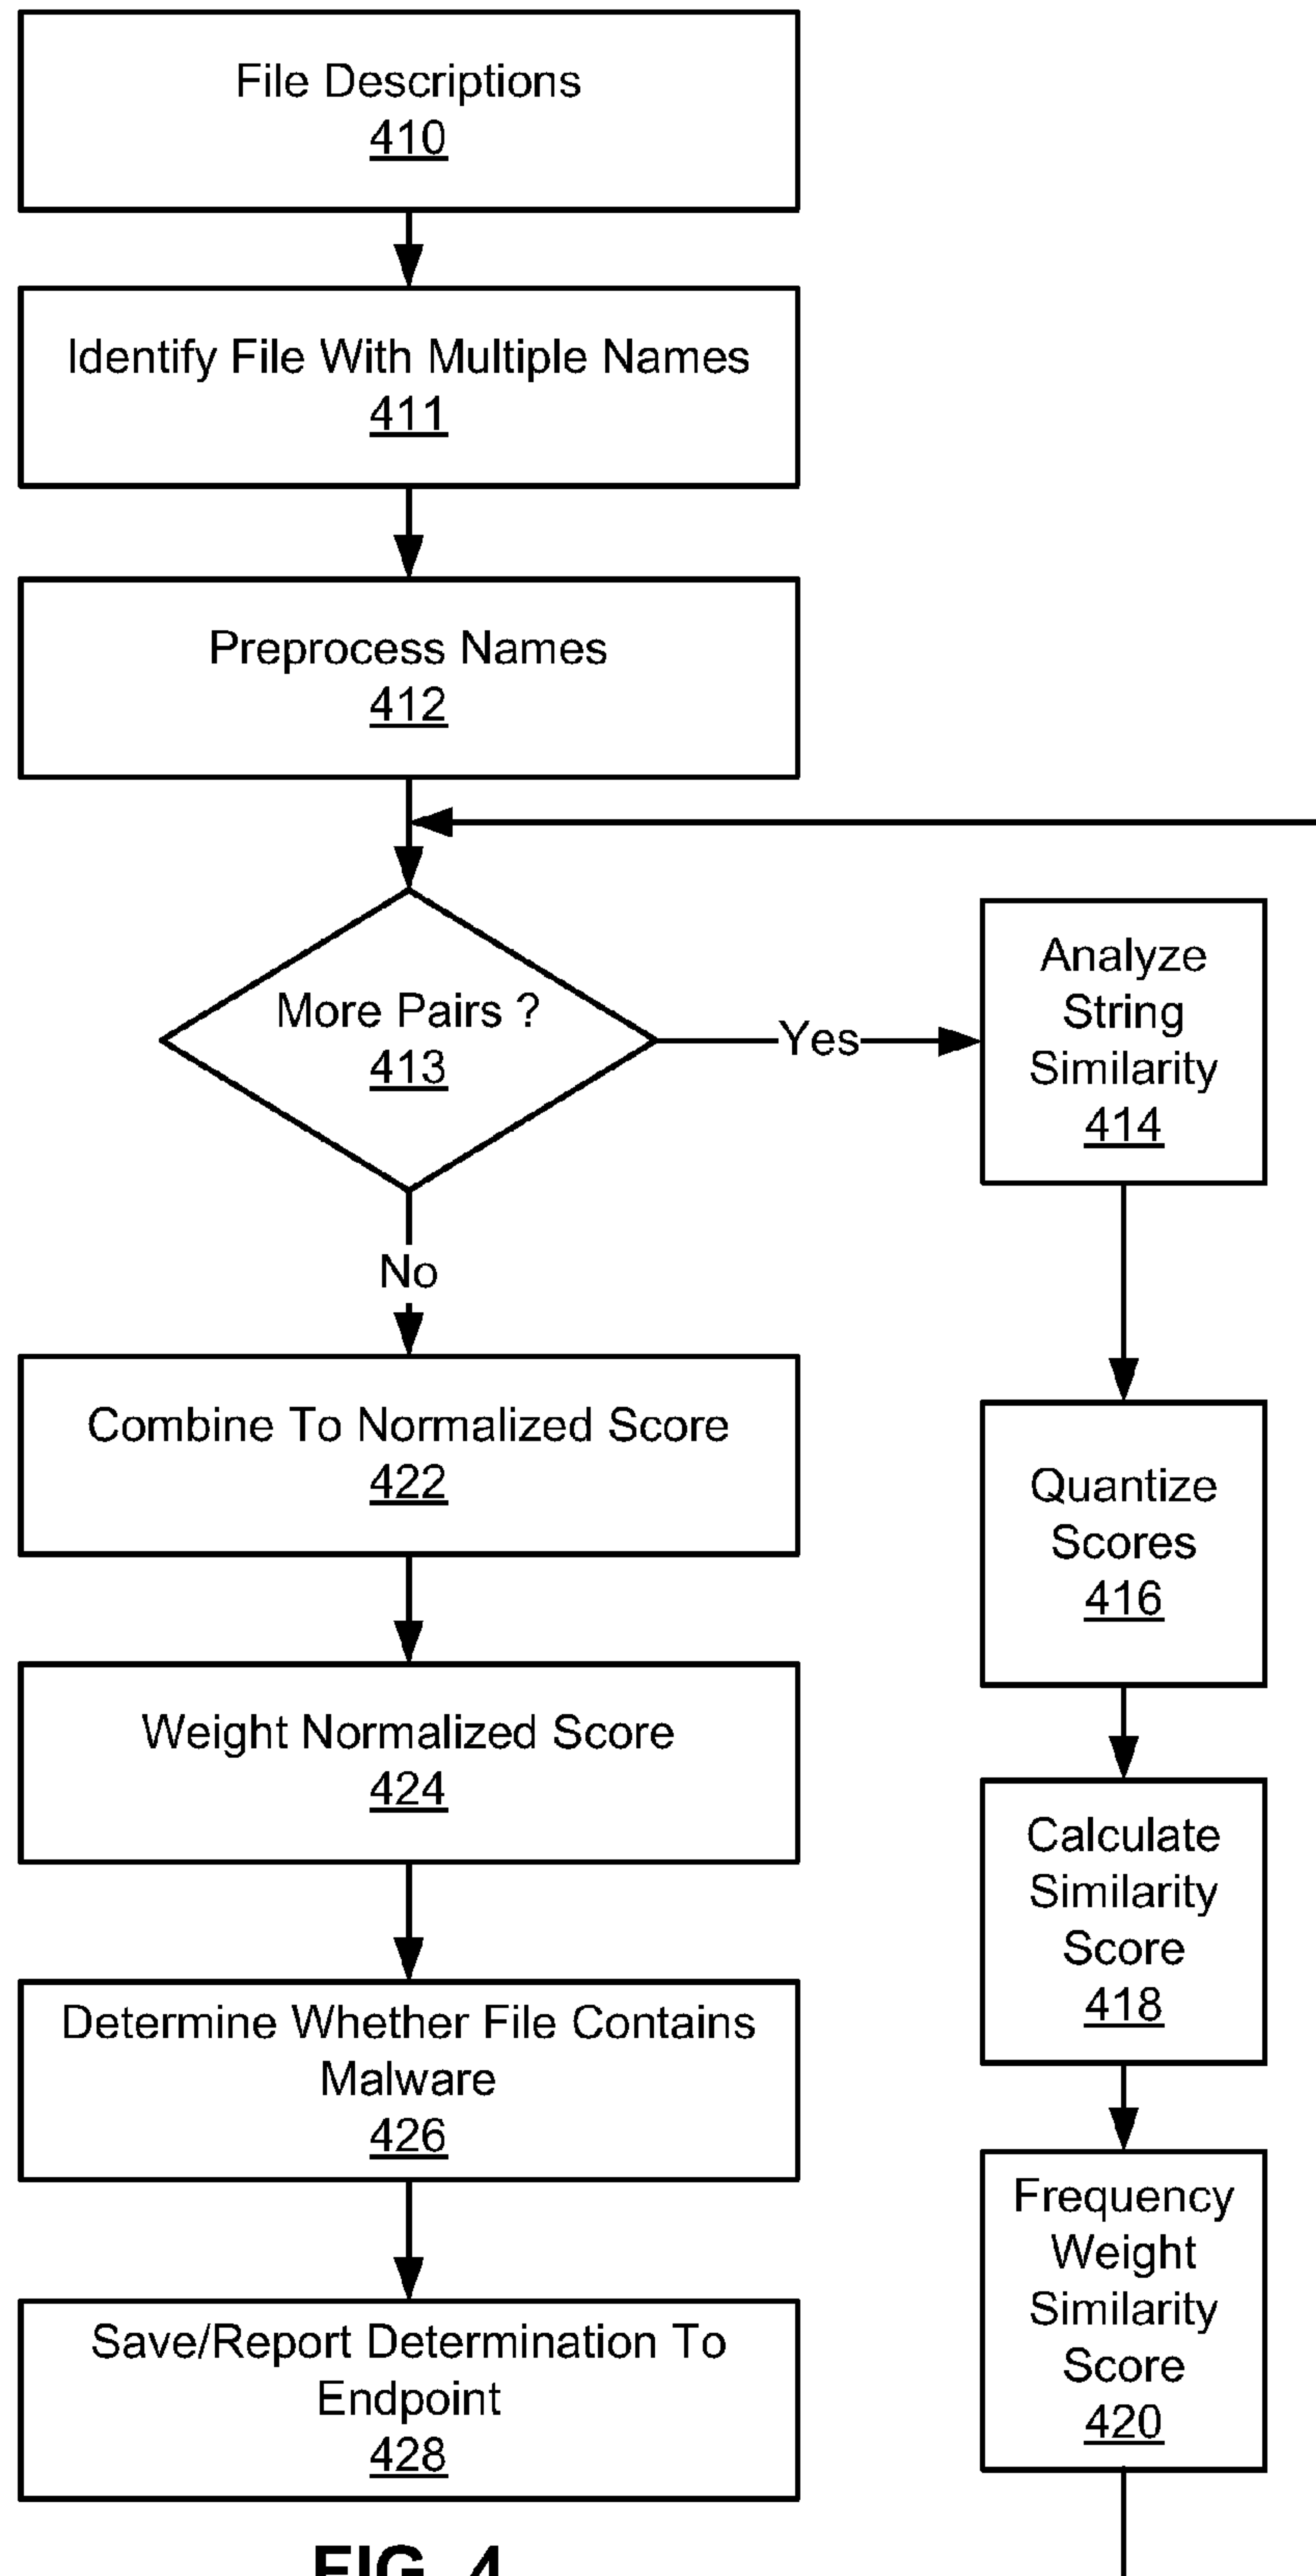 File Descriptions
410
Identify File With Multiple Names
411
Preprocess Names
412
More Pairs ?
413
Yes
Analyze
String
Similarity
414
No
Quantize
Scores
416
Calculate
Similarity
Score
418
Frequency
Weight
Similarity
Score
420
Combine To Normalized Score
422
Weight Normalized Score
424
Determine Whether File Contains
Malware
426
Save/Report Determination To
Endpoint
428
FIG. 4